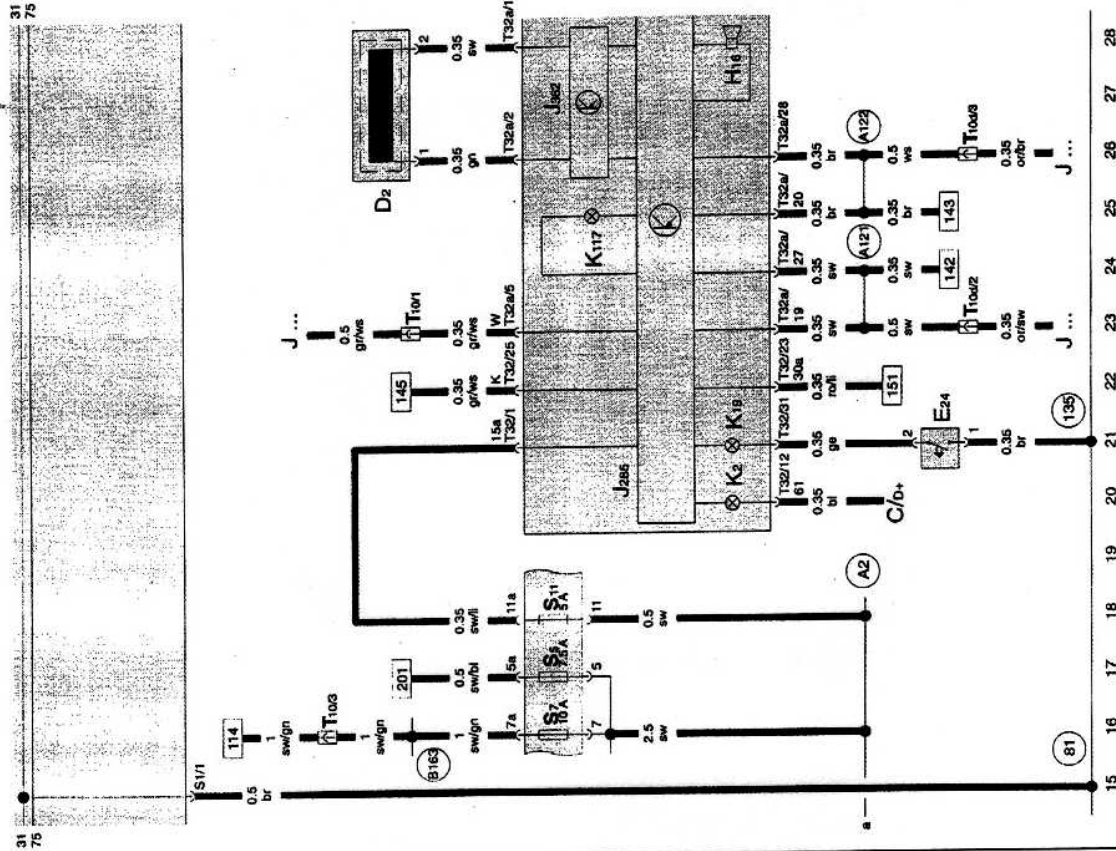 31
75
31
75
S1/1
0.5
br
114
1
sw/gn
T10/3
1
sw/gn
B163
1
sw/gn
7a
S7
10 A
7
2.5
sw
201
0.5
sw/bl
5a
S5
7.5 A
5
0.35
sw/li
11a
S11
5 A
11
0.5
sw
A2
a
15a
T32/1
145
0.35
gr/ws
K
T32/25
J ...
0.5
gr/ws
T10/1
0.35
gr/ws
W
T32a/5
D2
1
0.35
gn
T32a/2
2
0.35
sw
T32a/1
J285
K117
J362
K
K
H16
K2
K19
T32/12
61
0.35
bl
C/D+
T32/31
0.35
ge
2
E24
1
0.35
br
T32/23
30a
0.35
ro/li
151
T32a/
19
0.35
sw
0.5
sw
T10d/2
0.35
or/sw
J ...
T32a/
27
0.35
sw
A121
0.35
sw
142
T32a/
20
0.35
br
0.35
br
143
T32a/28
0.35
br
A122
0.5
ws
T10d/3
0.35
or/br
J ...
81
135
15 16 17 18 19 20 21 22 23 24 25 26 27 28